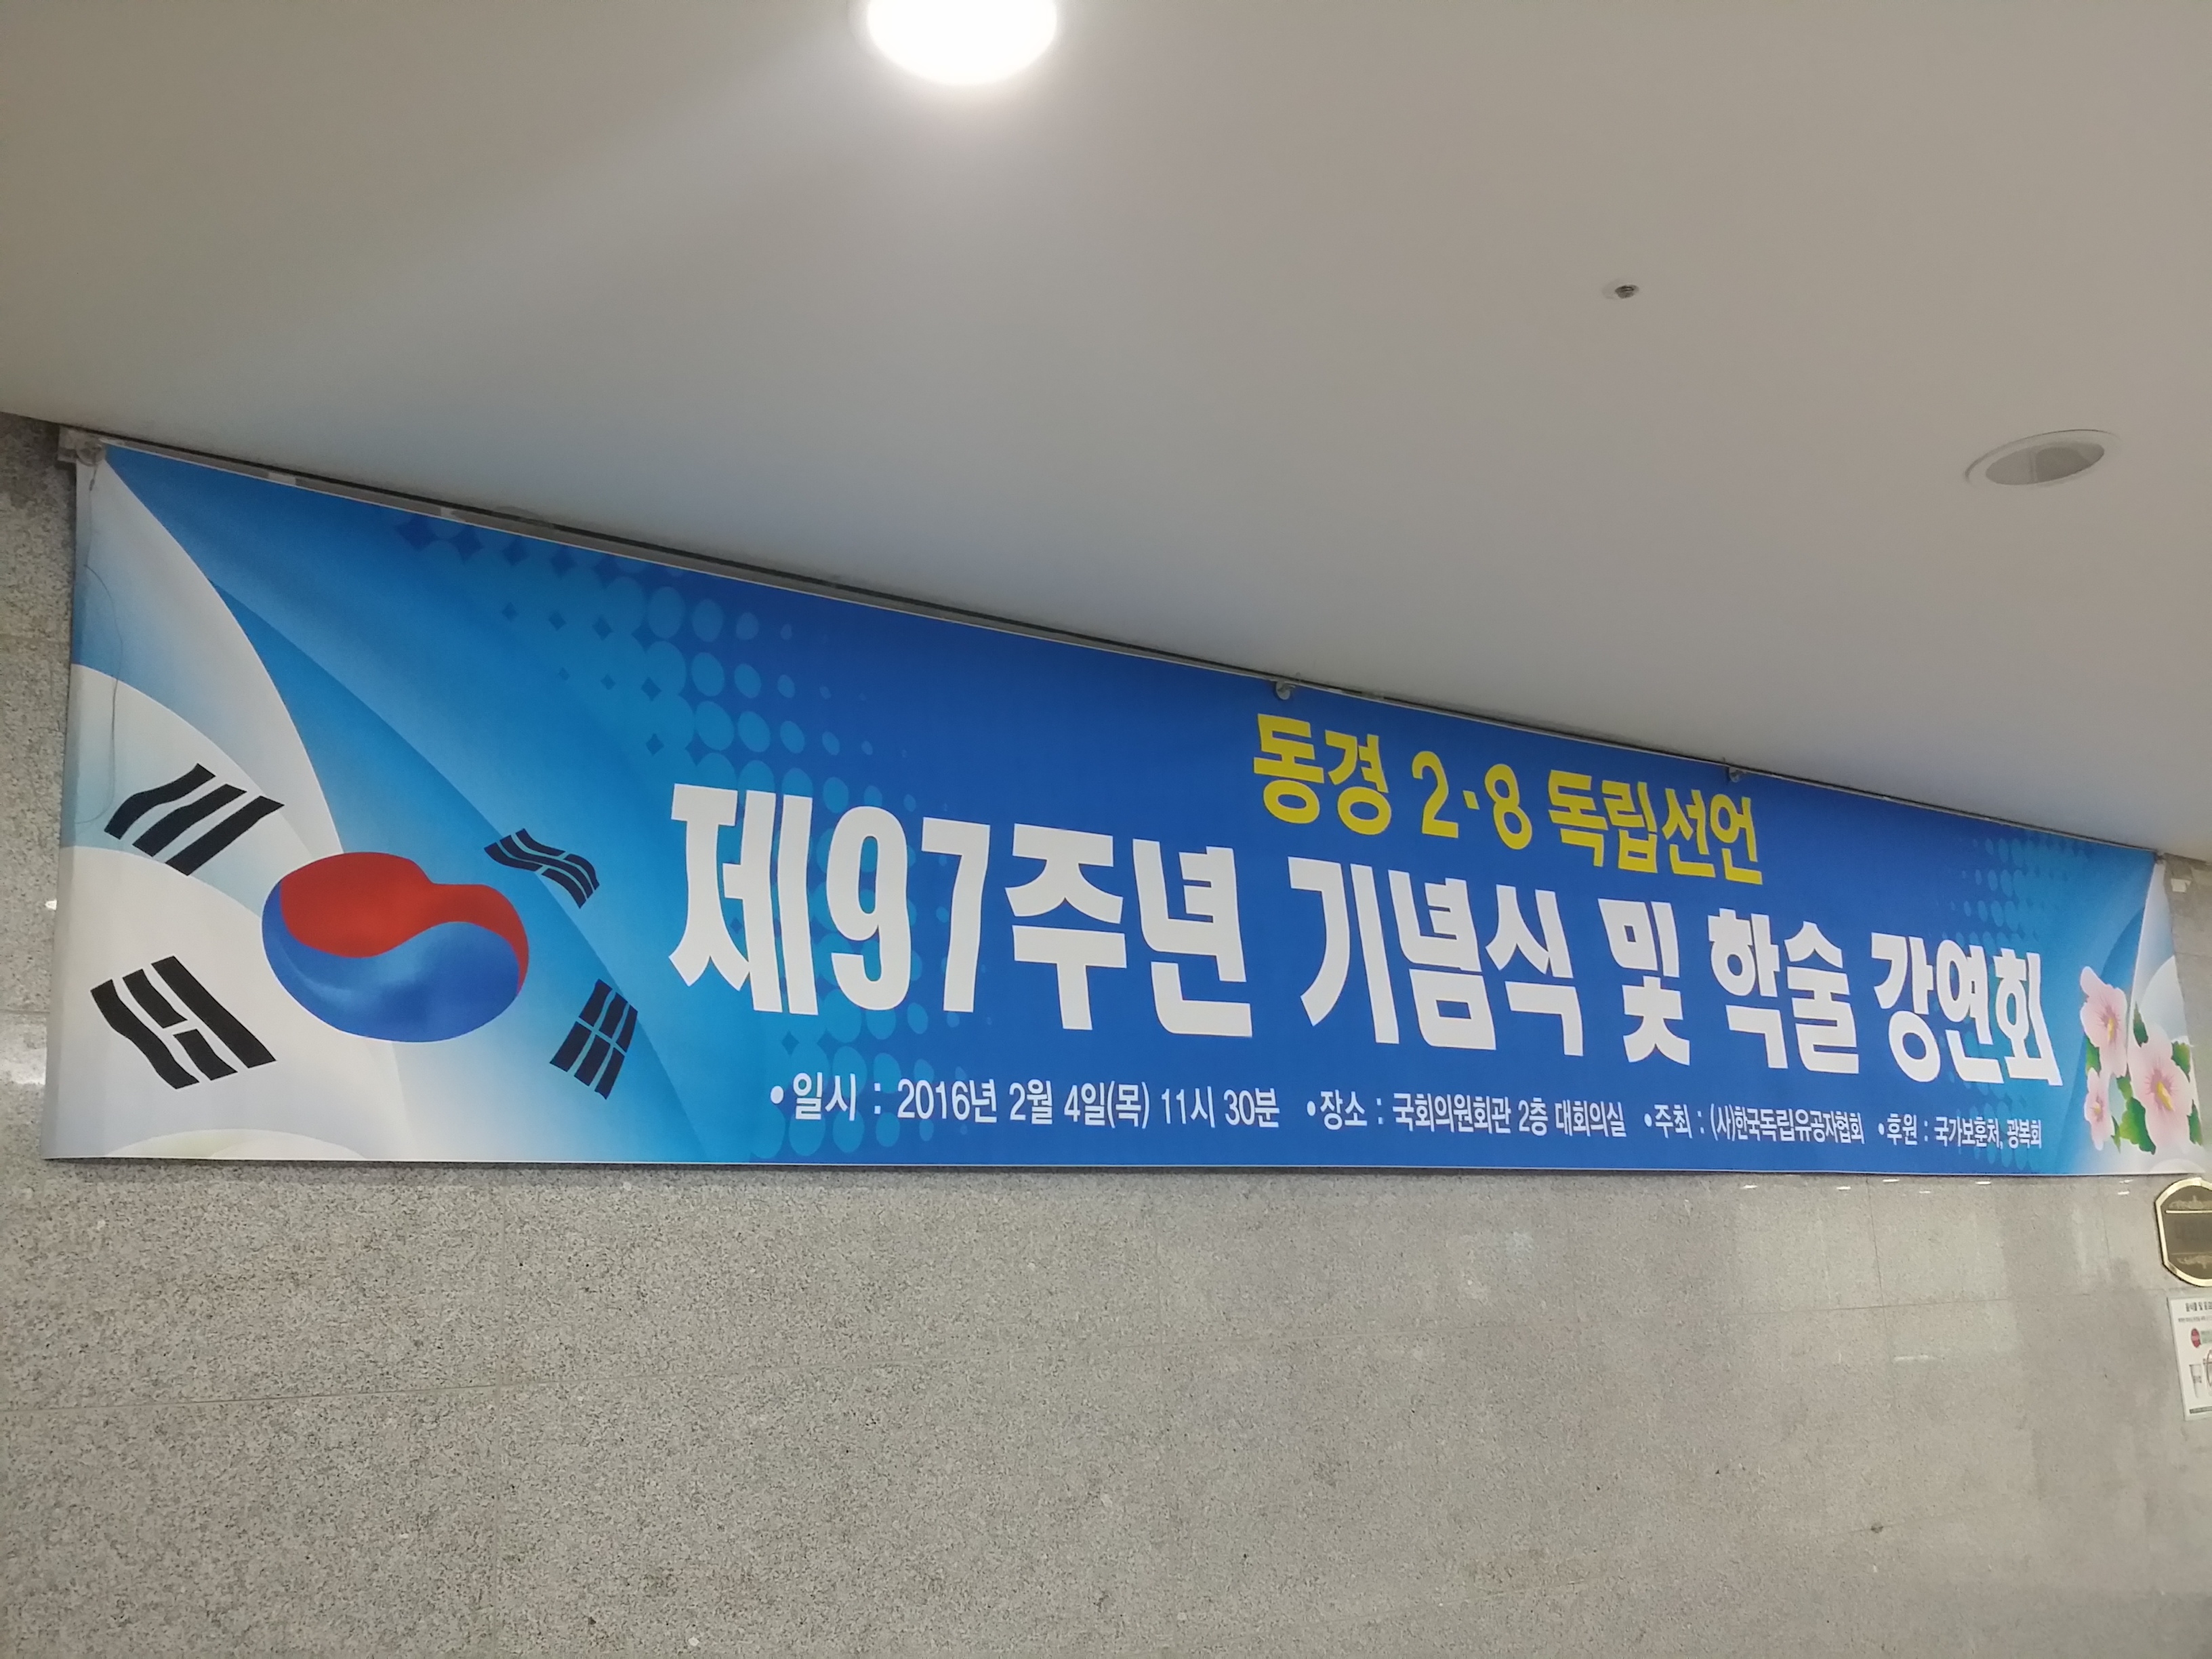 동경 2·8 독립선언
제97주년 기념식 및 학술 강연회
•일시 : 2016년 2월 4일(목) 11시 30분 •장소 : 국회의원회관 2층 대회의실 •주최 : (사)한국독립유공자협회 •후원 : 국가보훈처, 광복회